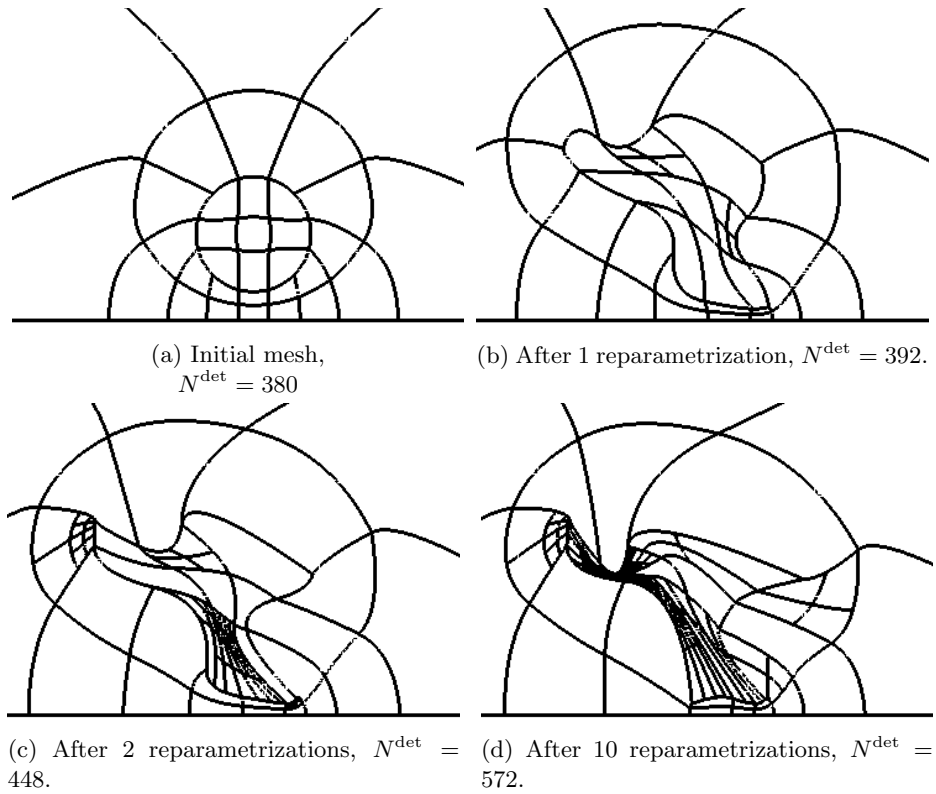 (a) Initial mesh,
N^det = 380
(b) After 1 reparametrization, N^det = 392.
(c) After 2 reparametrizations, N^det =
448.
(d) After 10 reparametrizations, N^det =
572.